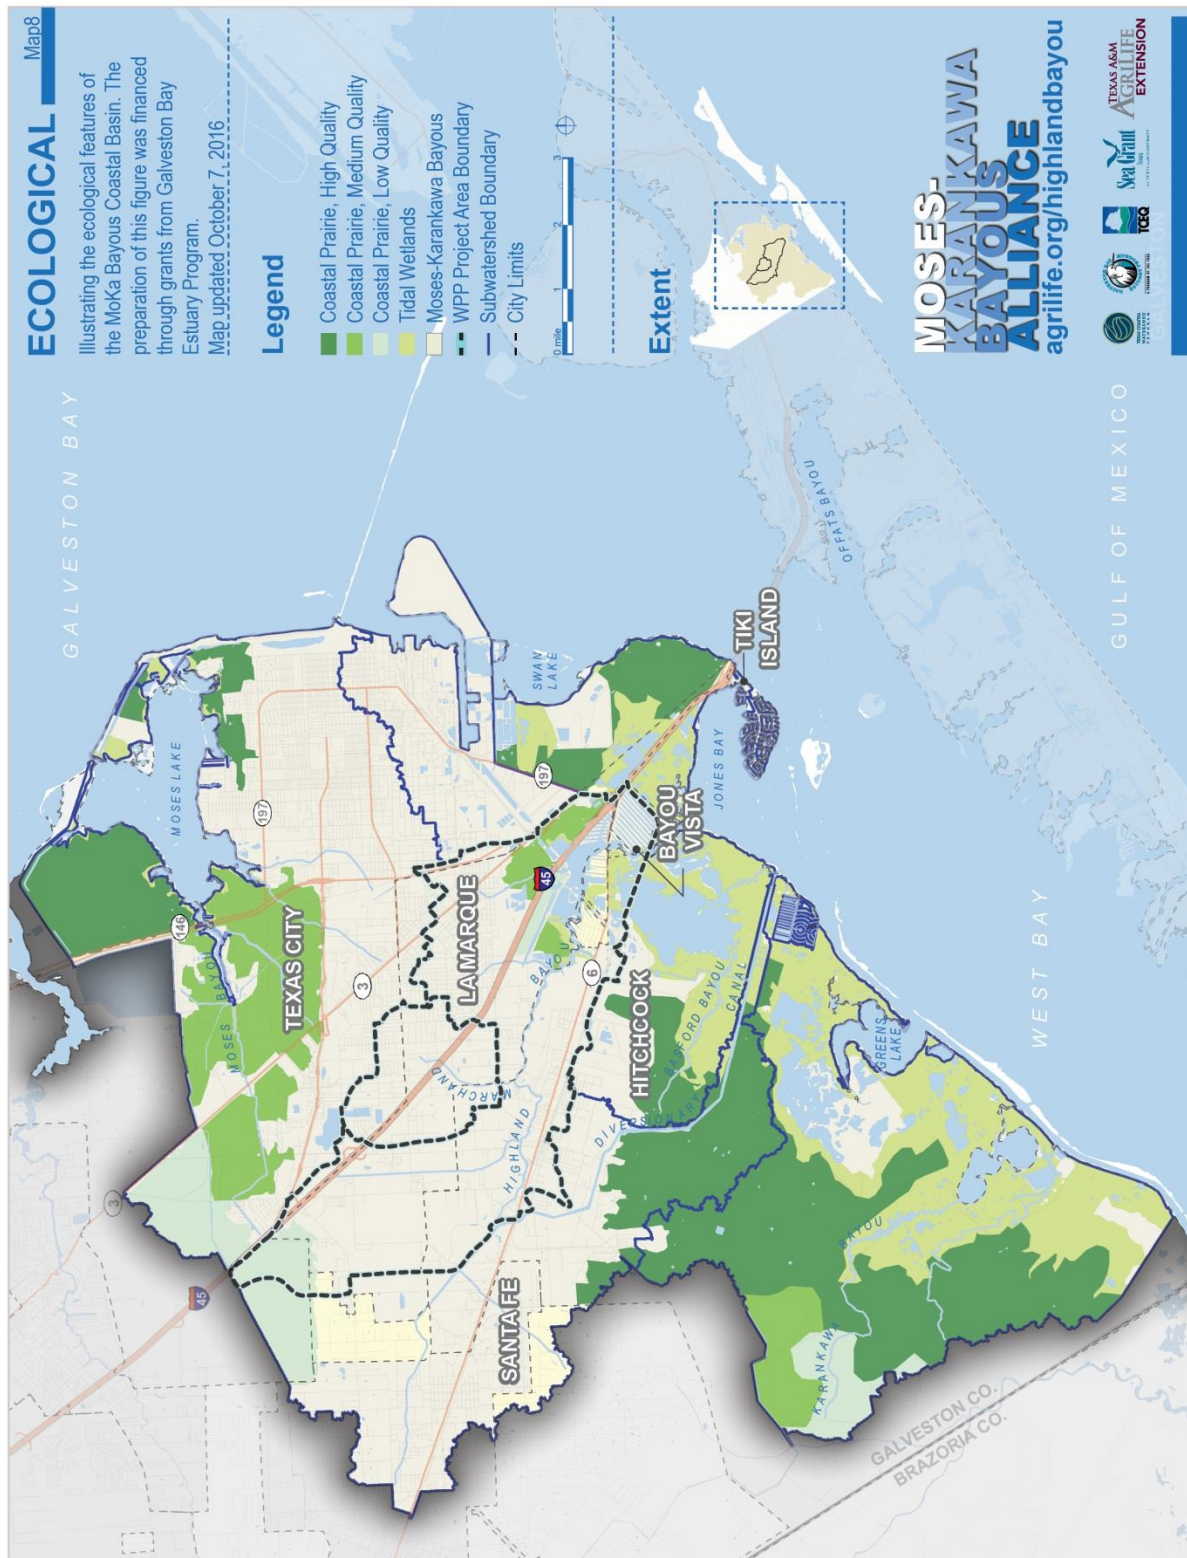 ECOLOGICAL
Map8
Illustrating the ecological features of
the MoKa Bayous Coastal Basin. The
preparation of this figure was financed
through grants from Galveston Bay
Estuary Program.
Map updated October 7, 2016
Legend
Coastal Prairie, High Quality
Coastal Prairie, Medium Quality
Coastal Prairie, Low Quality
Tidal Wetlands
Moses-Karankawa Bayous
WPP Project Area Boundary
Subwatershed Boundary
City Limits
0 mile
1
2
3
Extent
MOSES-
KARANKAWA
BAYOUS
ALLIANCE
agrilife.org/highlandbayou
TCEQ
Sea Grant
Texas
TEXAS A&M
AGRILIFE
EXTENSION
GALVESTON BAY
MOSES LAKE
197
146
MOSES BAYOU
TEXAS CITY
3
3
45
LA MARQUE
45
197
SWAN
LAKE
TIKI
ISLAND
JONES BAY
BAYOU
VISTA
OFFATS BAYOU
MARCHAND
BAYOU
HIGHLAND
6
HITCHCOCK
BASFORD BAYOU
DIVERSIONARY
CANAL
SANTA FE
GREENS
LAKE
WEST BAY
GULF OF MEXICO
KARANKAWA
BAYOU
GALVESTON CO.
BRAZORIA CO.